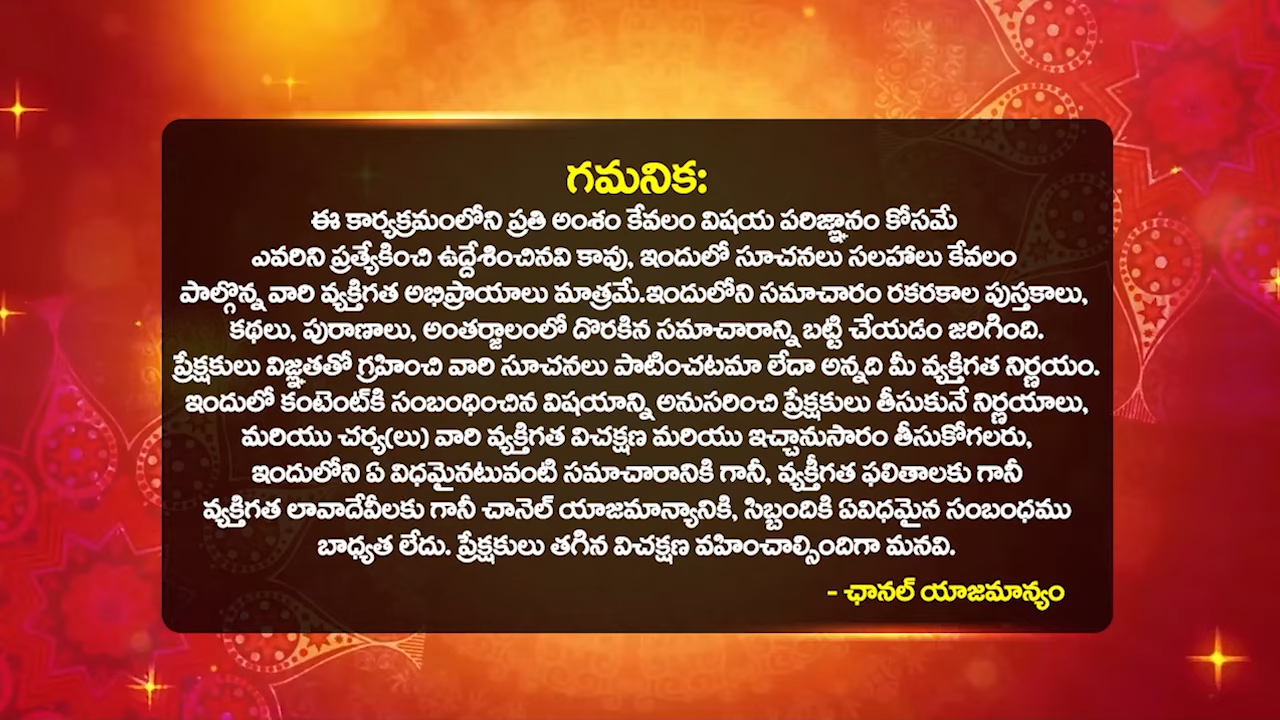 గమనిక:
ఈ కార్యక్రమంలోని ప్రతి అంశం కేవలం విషయ పరిజ్ఞానం కోసమే
ఎవరిని ప్రత్యేకించి ఉద్దేశించినవి కావు, ఇందులో సూచనలు సలహాలు కేవలం
పాల్గొన్న వారి వ్యక్తిగత అభిప్రాయాలు మాత్రమే.ఇందులోని సమాచారం రకరకాల పుస్తకాలు,
కథలు, పురాణాలు, అంతర్జాలంలో దొరకిన సమాచారాన్ని బట్టి చేయడం జరిగింది.
ప్రేక్షకులు విజ్ఞతతో గ్రహించి వారి సూచనలు పాటించటమా లేదా అన్నది మీ వ్యక్తిగత నిర్ణయం.
ఇందులో కంటెంట్‌కి సంబంధించిన విషయాన్ని అనుసరించి ప్రేక్షకులు తీసుకునే నిర్ణయాలు,
మరియు చర్య(లు) వారి వ్యక్తిగత విచక్షణ మరియు ఇచ్చానుసారం తీసుకోగలరు,
ఇందులోని ఏ విధమైనటువంటి సమాచారానికి గానీ, వ్యక్తీగత ఫలితాలకు గానీ
వ్యక్తిగత లావాదేవీలకు గానీ చానెల్ యాజమాన్యానికి, సిబ్బందికి ఏవిధమైన సంబంధము
బాధ్యత లేదు. ప్రేక్షకులు తగిన విచక్షణ వహించాల్సిందిగా మనవి.
- ఛానల్ యాజమాన్యం